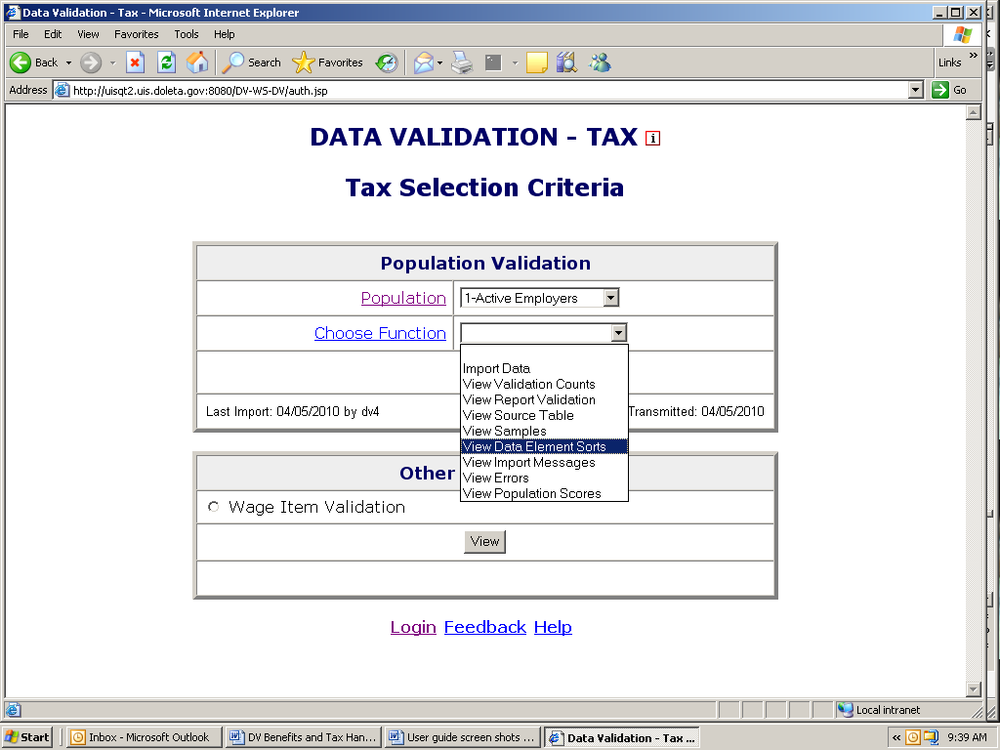 Data Validation - Tax - Microsoft Internet Explorer
File Edit View Favorites Tools Help
Back Search Favorites Links »
Address http://uisqt2.uis.doleta.gov:8080/DV-WS-DV/auth.jsp Go
DATA VALIDATION - TAX i
Tax Selection Criteria
Population Validation
Population 1-Active Employers
Choose Function
Import Data
View Validation Counts
View Report Validation
Last Import: 04/05/2010 by dv4 Transmitted: 04/05/2010
View Source Table
View Samples
View Data Element Sorts
View Import Messages
View Errors
View Population Scores
Other
Wage Item Validation
View
Login Feedback Help
Local intranet
Start Inbox - Microsoft Outlook DV Benefits and Tax Han... User guide screen shots ... Data Validation - Tax ... « 9:39 AM